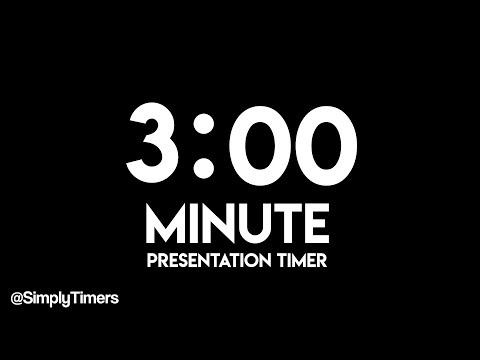 3:00
MINUTE
PRESENTATION TIMER
@SimplyTimers